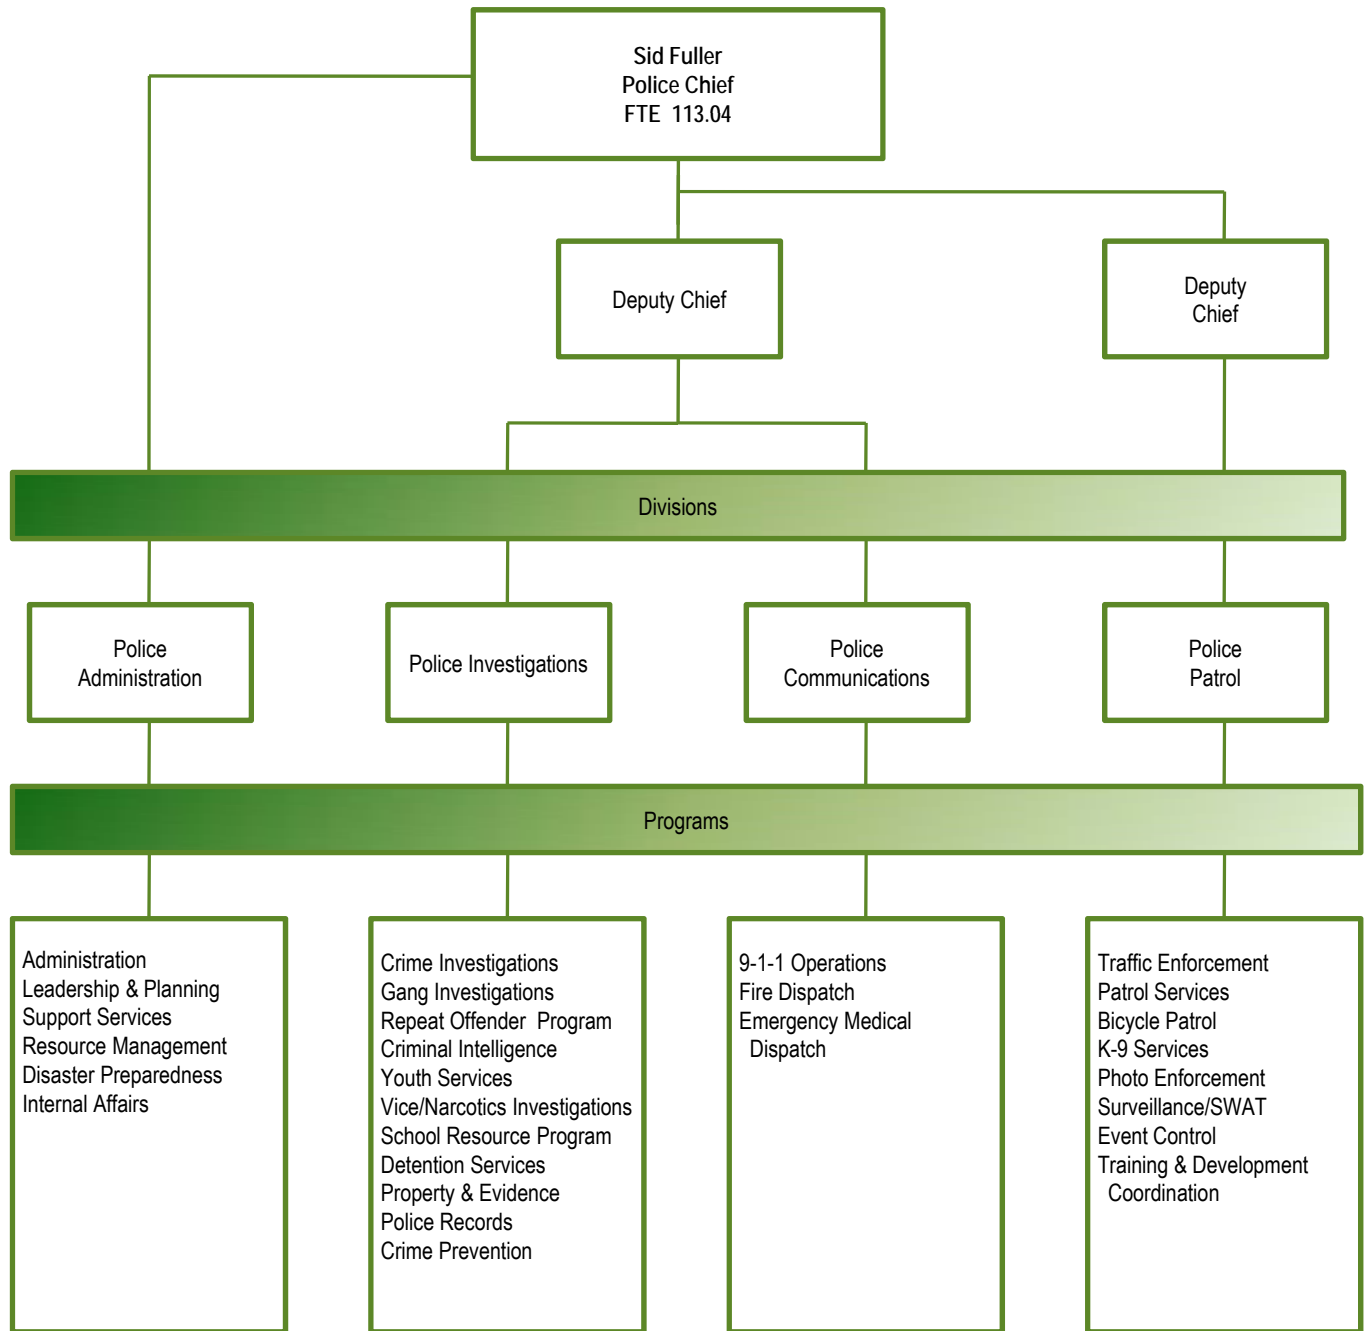 Sid Fuller
Police Chief
FTE  113.04
Deputy Chief
Deputy
Chief
Divisions
Police
Administration
Police Investigations
Police
Communications
Police
Patrol
Programs
Administration
Leadership & Planning
Support Services
Resource Management
Disaster Preparedness
Internal Affairs
Crime Investigations
Gang Investigations
Repeat Offender  Program
Criminal Intelligence
Youth Services
Vice/Narcotics Investigations
School Resource Program
Detention Services
Property & Evidence
Police Records
Crime Prevention
9-1-1 Operations
Fire Dispatch
Emergency Medical
Dispatch
Traffic Enforcement
Patrol Services
Bicycle Patrol
K-9 Services
Photo Enforcement
Surveillance/SWAT
Event Control
Training & Development
Coordination